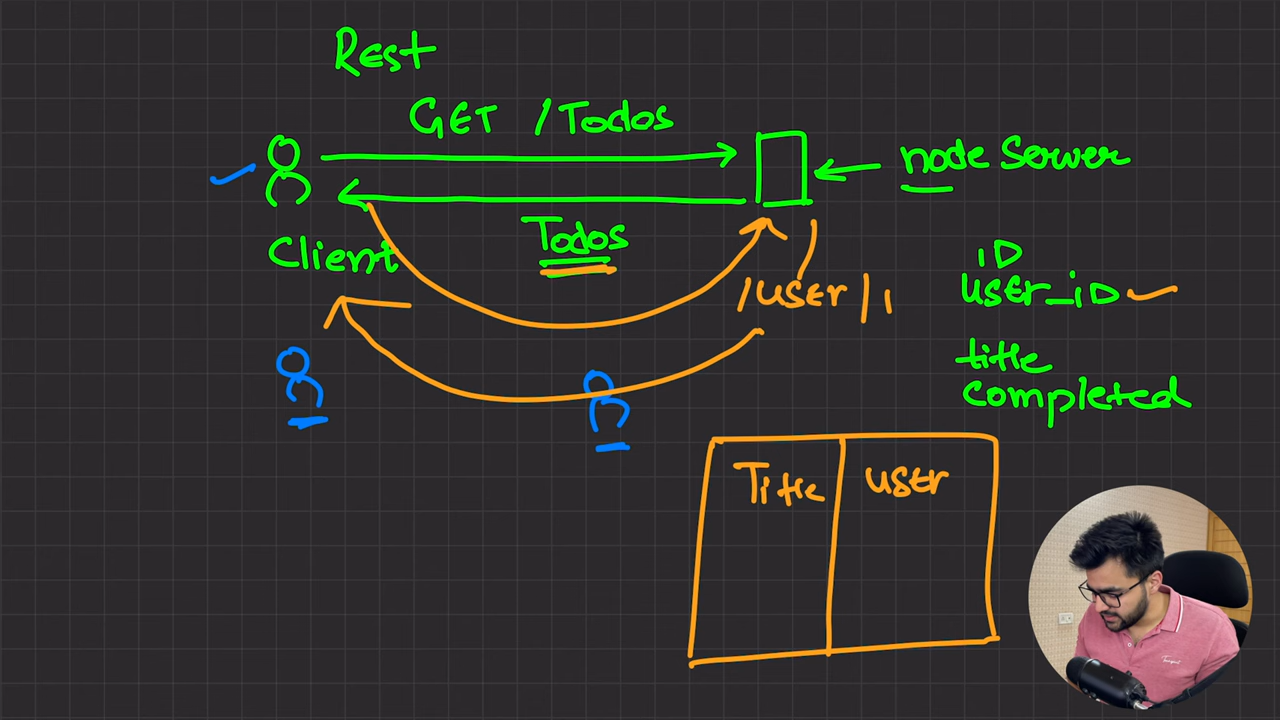 Rest
GET /Todos
node Server
Todos
Client
/user/1
ID
user_iD
title
completed
Title
user